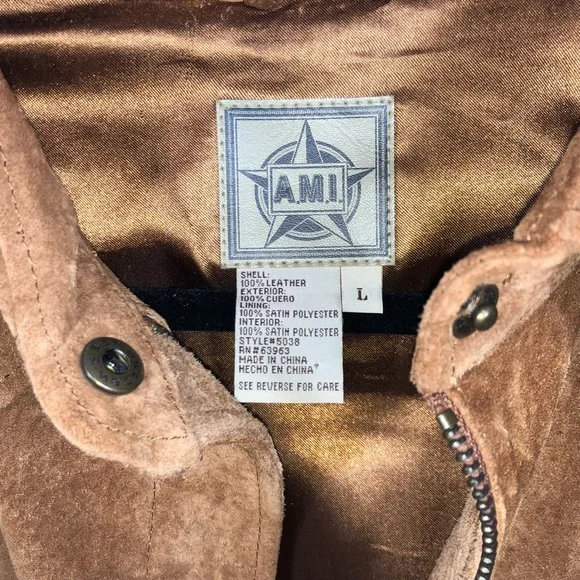 A.M.I.
SHELL:
100% LEATHER
EXTERIOR:
100% CUERO
LINING:
100% SATIN POLYESTER
INTERIOR:
100% SATIN POLYESTER
STYLE#5038
RN#63963
MADE IN CHINA
HECHO EN CHINA
SEE REVERSE FOR CARE
L